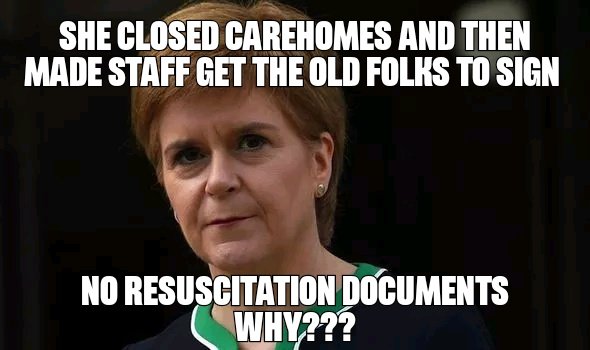 SHE CLOSED CAREHOMES AND THEN
MADE STAFF GET THE OLD FOLKS TO SIGN
NO RESUSCITATION DOCUMENTS
WHY???